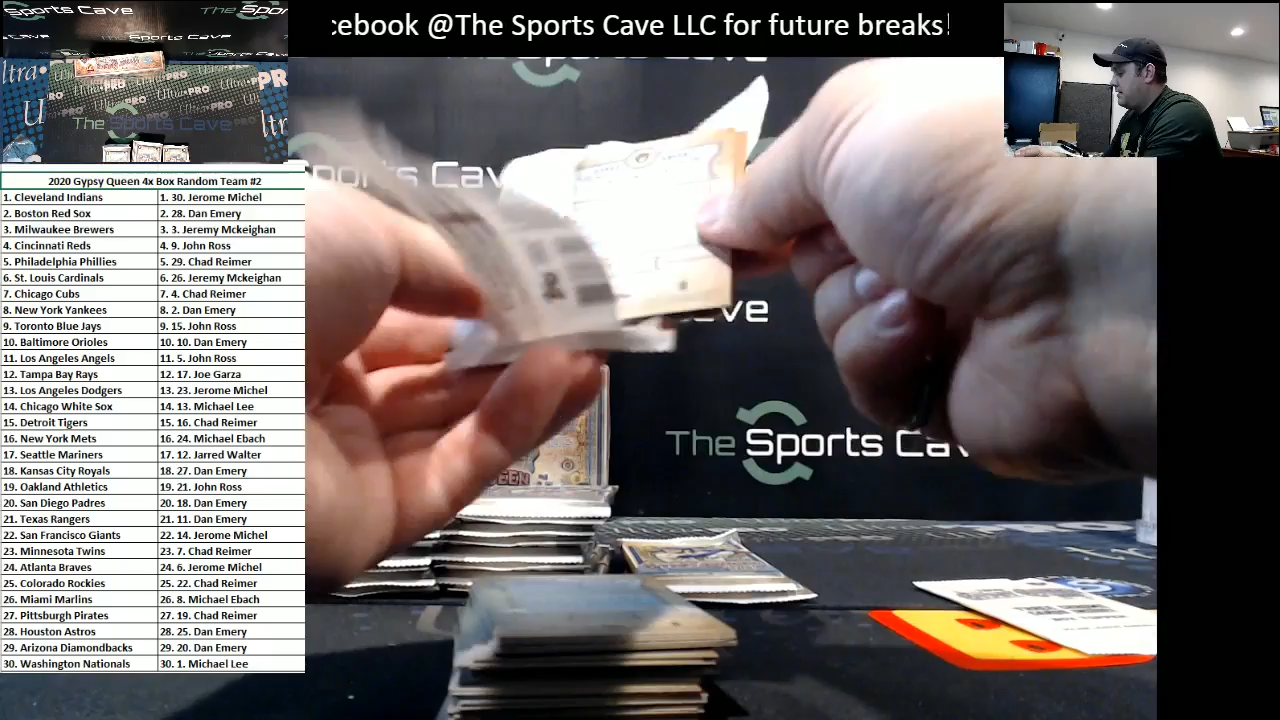 cebook @The Sports Cave LLC for future breaks!
The Sports Cave
2020 Gypsy Queen 4x Box Random Team #2
1. Cleveland Indians 1. 30. Jerome Michel
2. Boston Red Sox 2. 28. Dan Emery
3. Milwaukee Brewers 3. 3. Jeremy Mckeighan
4. Cincinnati Reds 4. 9. John Ross
5. Philadelphia Phillies 5. 29. Chad Reimer
6. St. Louis Cardinals 6. 26. Jeremy Mckeighan
7. Chicago Cubs 7. 4. Chad Reimer
8. New York Yankees 8. 2. Dan Emery
9. Toronto Blue Jays 9. 15. John Ross
10. Baltimore Orioles 10. 10. Dan Emery
11. Los Angeles Angels 11. 5. John Ross
12. Tampa Bay Rays 12. 17. Joe Garza
13. Los Angeles Dodgers 13. 23. Jerome Michel
14. Chicago White Sox 14. 13. Michael Lee
15. Detroit Tigers 15. 16. Chad Reimer
16. New York Mets 16. 24. Michael Ebach
17. Seattle Mariners 17. 12. Jarred Walter
18. Kansas City Royals 18. 27. Dan Emery
19. Oakland Athletics 19. 21. John Ross
20. San Diego Padres 20. 18. Dan Emery
21. Texas Rangers 21. 11. Dan Emery
22. San Francisco Giants 22. 14. Jerome Michel
23. Minnesota Twins 23. 7. Chad Reimer
24. Atlanta Braves 24. 6. Jerome Michel
25. Colorado Rockies 25. 22. Chad Reimer
26. Miami Marlins 26. 8. Michael Ebach
27. Pittsburgh Pirates 27. 19. Chad Reimer
28. Houston Astros 28. 25. Dan Emery
29. Arizona Diamondbacks 29. 20. Dan Emery
30. Washington Nationals 30. 1. Michael Lee
Sports Cav
The Sports Ca